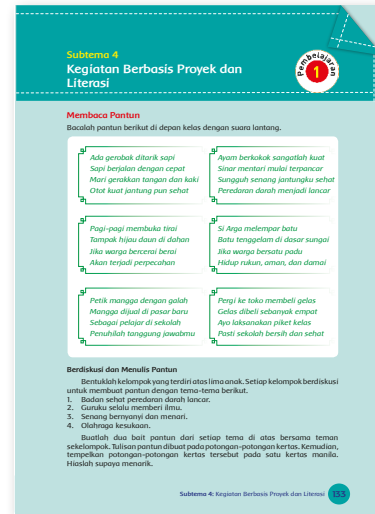 Subtema 4
Kegiatan Berbasis Proyek dan
Literasi
Pembelajaran
1
Membaca Pantun
Bacalah pantun berikut di depan kelas dengan suara lantang.
Ada gerobak ditarik sapi
Sapi berjalan dengan cepat
Mari gerakkan tangan dan kaki
Otot kuat jantung pun sehat
Ayam berkokok sangatlah kuat
Sinar mentari mulai terpancar
Sungguh senang jantungku sehat
Peredaran darah menjadi lancar
Pagi-pagi membuka tirai
Tampak hijau daun di dahan
Jika warga bercerai berai
Akan terjadi perpecahan
Si Arga melempar batu
Batu tenggelam di dasar sungai
Jika warga bersatu padu
Hidup rukun, aman, dan damai
Petik mangga dengan galah
Mangga dijual di pasar baru
Sebagai pelajar di sekolah
Penuhilah tanggung jawabmu
Pergi ke toko membeli gelas
Gelas dibeli sebanyak empat
Ayo laksanakan piket kelas
Pasti sekolah bersih dan sehat
Berdiskusi dan Menulis Pantun
Bentuklah kelompok yang terdiri atas lima anak. Setiap kelompok berdiskusi
untuk membuat pantun dengan tema-tema berikut.
1. Badan sehat peredaran darah lancar.
2. Guruku selalu memberi ilmu.
3. Senang bernyanyi dan menari.
4. Olahraga kesukaan.
Buatlah dua bait pantun dari setiap tema di atas bersama teman
sekelompok. Tulisan pantun dibuat pada potongan-potongan kertas. Kemudian,
tempelkan potongan-potongan kertas tersebut pada satu kertas manila.
Hiaslah supaya menarik.
Subtema 4: Kegiatan Berbasis Proyek dan Literasi
133